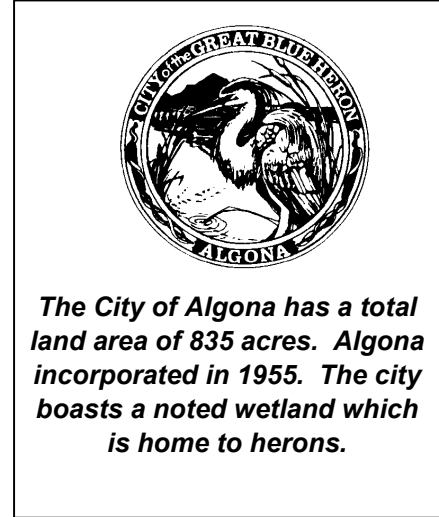 CITY of the GREAT BLUE HERON
ALGONA
The City of Algona has a total
land area of 835 acres.  Algona
incorporated in 1955.  The city
boasts a noted wetland which
is home to herons.